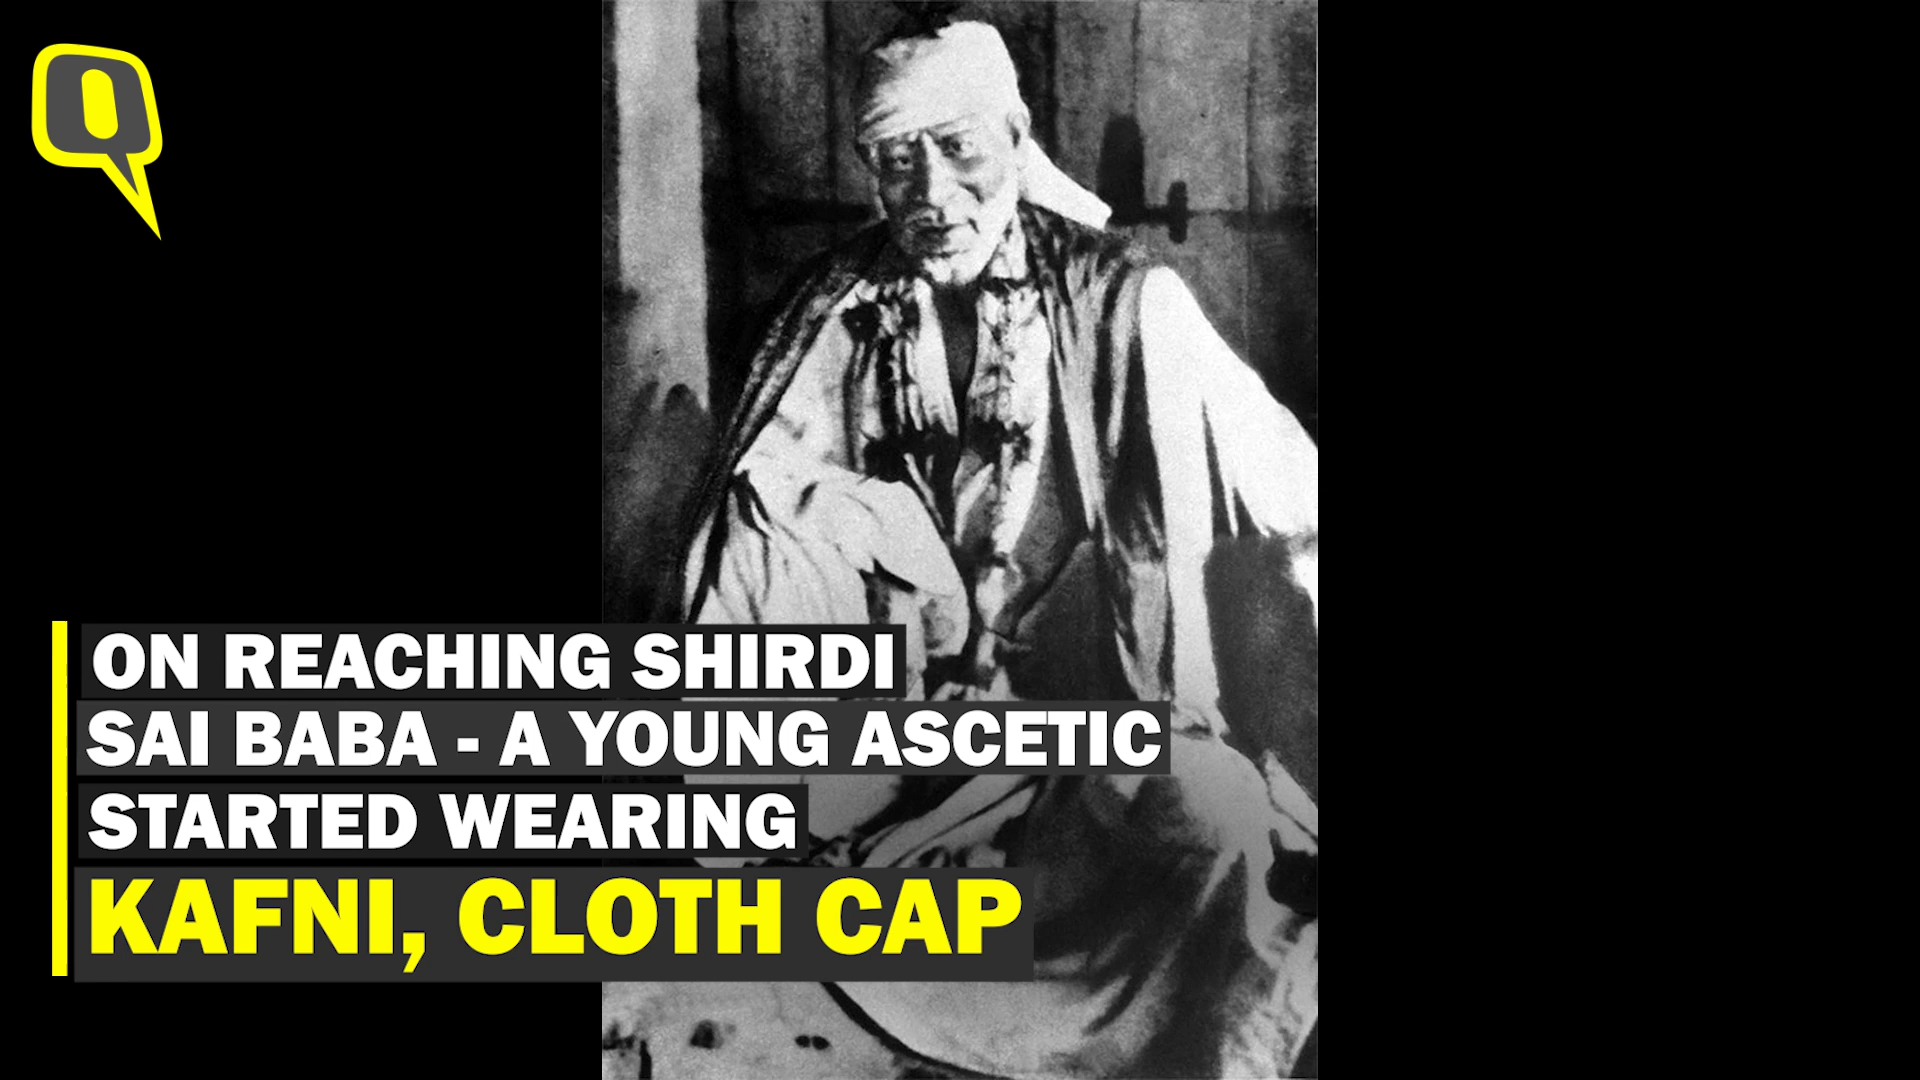 Q
ON REACHING SHIRDI
SAI BABA - A YOUNG ASCETIC
STARTED WEARING
KAFNI, CLOTH CAP